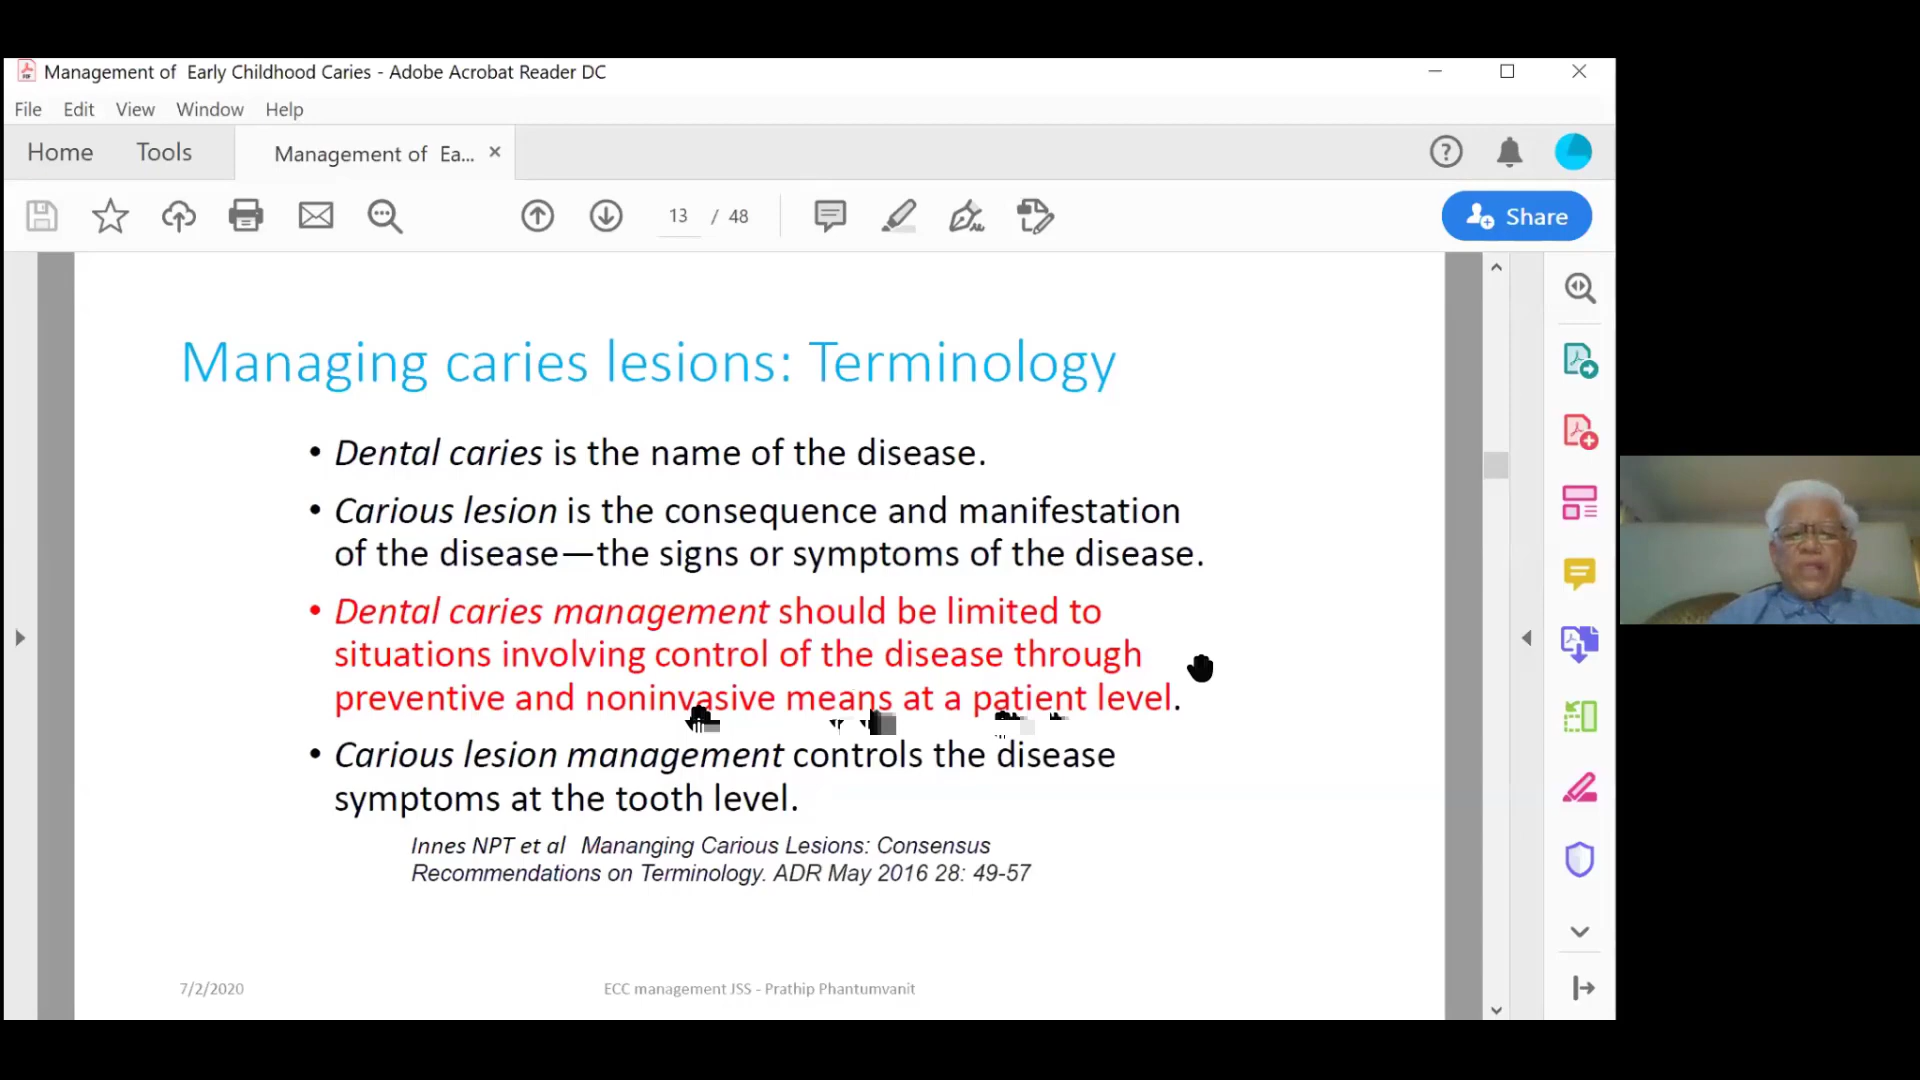 Management of  Early Childhood Caries - Adobe Acrobat Reader DC
File Edit View Window Help
Home Tools Management of  Ea...
13 / 48
Share
Managing caries lesions: Terminology
• Dental caries is the name of the disease.
• Carious lesion is the consequence and manifestation
of the disease—the signs or symptoms of the disease.
• Dental caries management should be limited to
situations involving control of the disease through
preventive and noninvasive means at a patient level.
• Carious lesion management controls the disease
symptoms at the tooth level.
Innes NPT et al  Mananging Carious Lesions: Consensus
Recommendations on Terminology. ADR May 2016 28: 49-57
7/2/2020 ECC management JSS - Prathip Phantumvanit